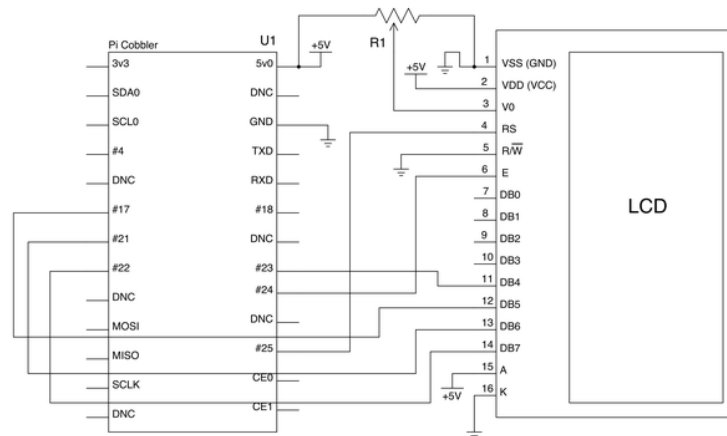 Pi Cobbler
U1
3v3
SDA0
SCL0
#4
DNC
#17
#21
#22
DNC
MOSI
MISO
SCLK
DNC
5v0
DNC
GND
TXD
RXD
#18
DNC
#23
#24
DNC
#25
CE0
CE1
+5V
R1
+5V
1 VSS (GND)
2 VDD (VCC)
3 V0
4 RS
5 R/W̅
6 E
7 DB0
8 DB1
9 DB2
10 DB3
11 DB4
12 DB5
13 DB6
14 DB7
15 A
16 K
+5V
LCD